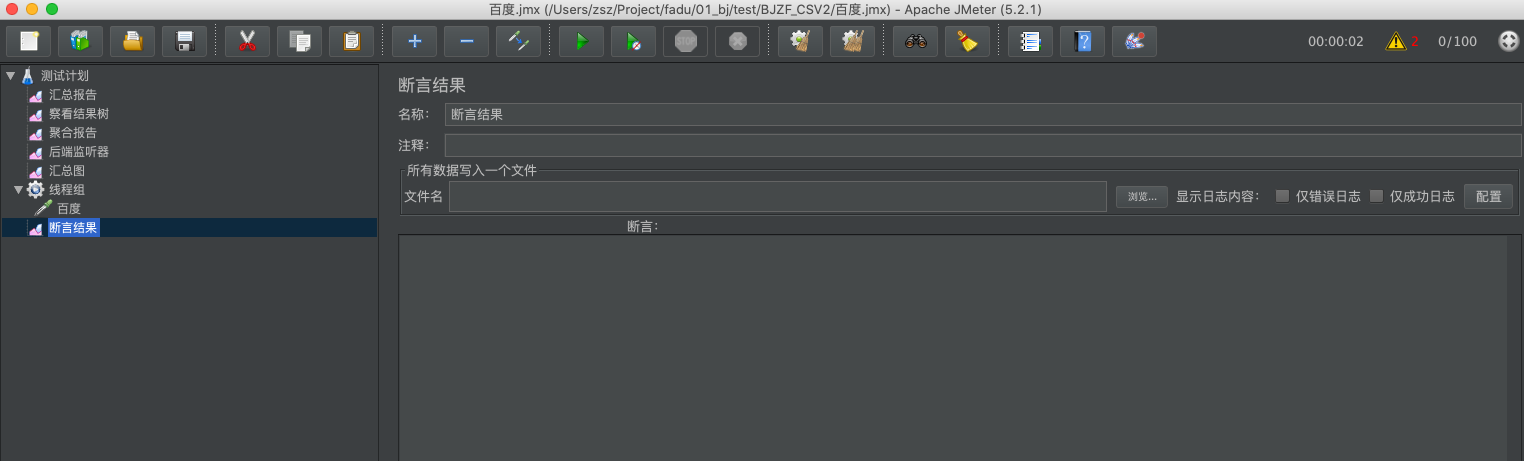 百度.jmx (/Users/zsz/Project/fadu/01_bj/test/BJZF_CSV2/百度.jmx) - Apache JMeter (5.2.1)
STOP
00:00:02 2 0/100
测试计划
汇总报告
察看结果树
聚合报告
后端监听器
汇总图
线程组
百度
断言结果
断言结果
名称： 断言结果
注释：
所有数据写入一个文件
文件名 浏览... 显示日志内容： 仅错误日志 仅成功日志 配置
断言：